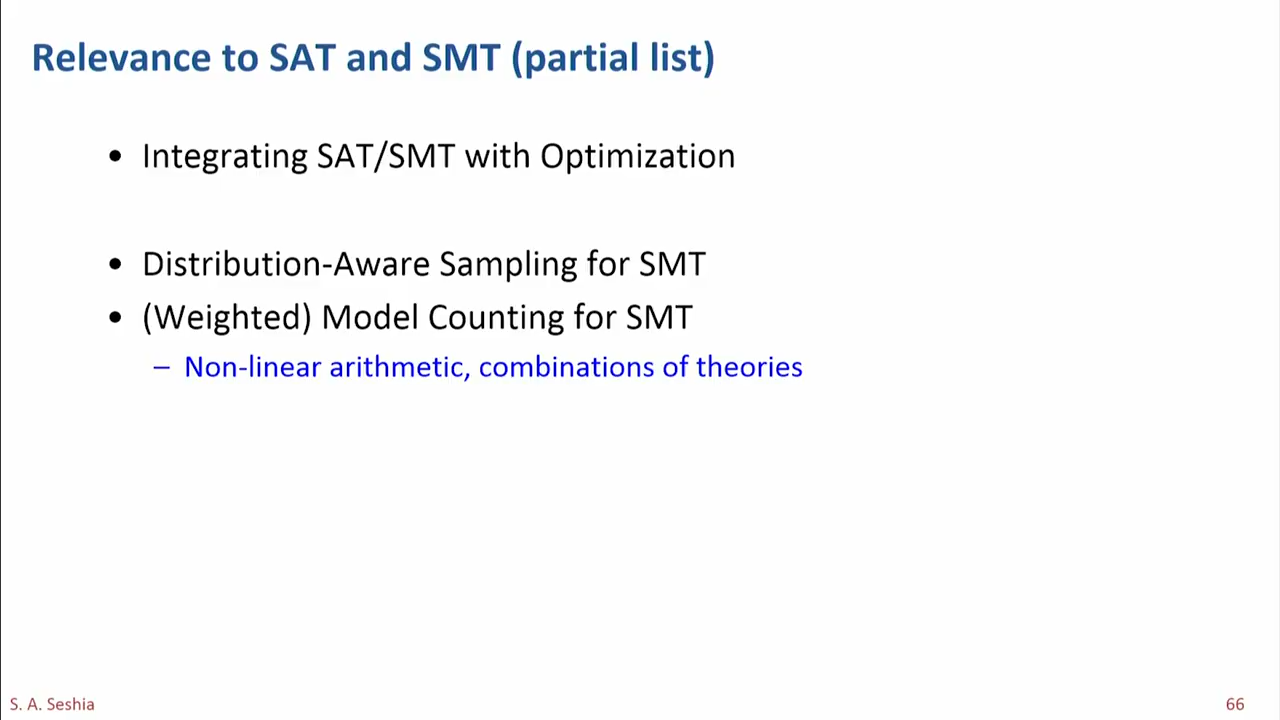 Relevance to SAT and SMT (partial list)
• Integrating SAT/SMT with Optimization
• Distribution-Aware Sampling for SMT
• (Weighted) Model Counting for SMT
– Non-linear arithmetic, combinations of theories
S. A. Seshia
66